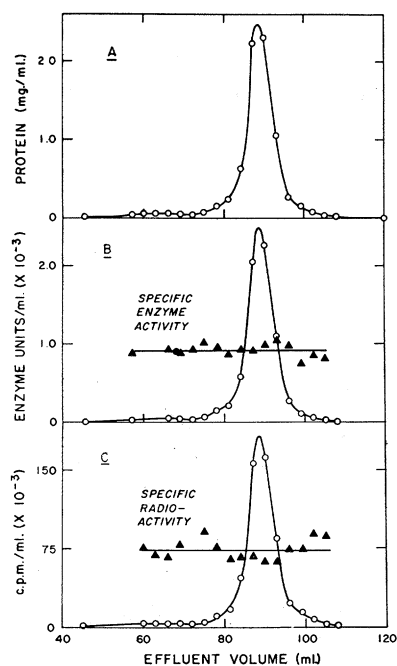 A
PROTEIN (mg./ml.)
2.0
1.0
0
B
ENZYME UNITS/ml. (X 10⁻³)
2.0
1.0
0
SPECIFIC
ENZYME
ACTIVITY
C
c.p.m./ml. (X 10⁻³)
150
75
0
SPECIFIC
RADIO-
ACTIVITY
40 60 80 100 120
EFFLUENT VOLUME (ml.)